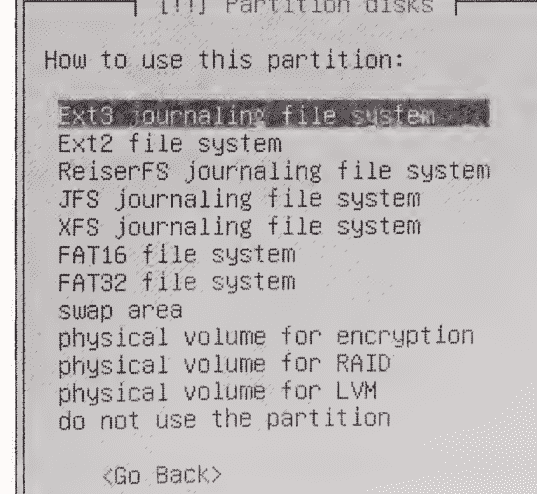 [!!] Partition disks
How to use this partition:
Ext3 journaling file system
Ext2 file system
ReiserFS journaling file system
JFS journaling file system
XFS journaling file system
FAT16 file system
FAT32 file system
swap area
physical volume for encryption
physical volume for RAID
physical volume for LVM
do not use the partition
<Go Back>